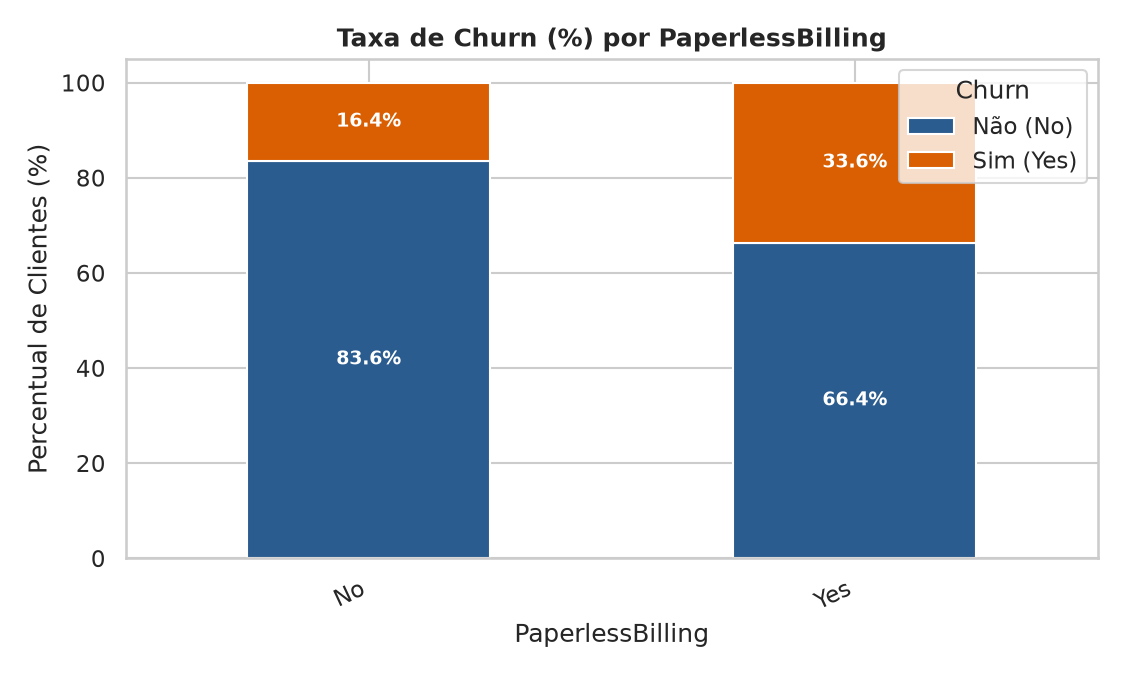 Taxa de Churn (%) por PaperlessBilling
Percentual de Clientes (%)
100
80
60
40
20
0
16.4%
83.6%
33.6%
66.4%
Churn
Não (No)
Sim (Yes)
No
Yes
PaperlessBilling